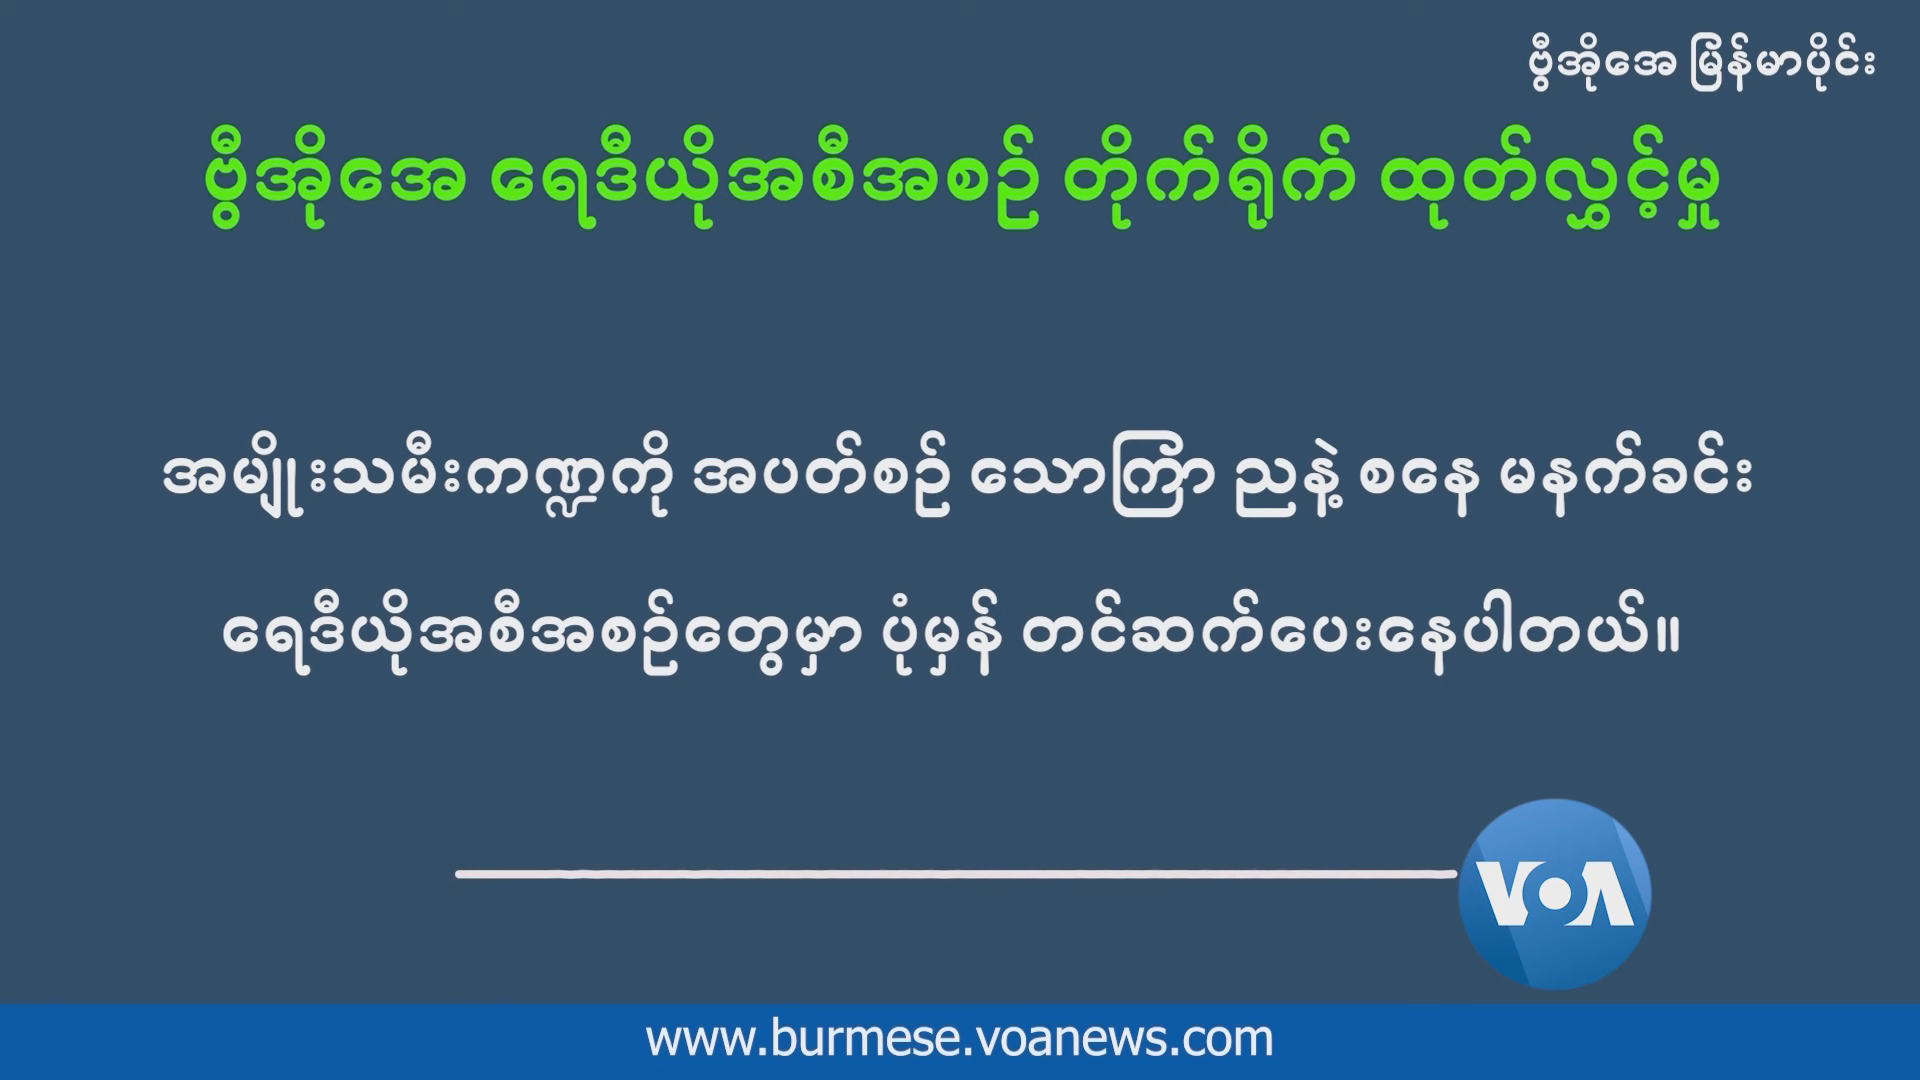 ဗွီအိုအေ မြန်မာပိုင်း
ဗွီအိုအေ ရေဒီယိုအစီအစဉ် တိုက်ရိုက် ထုတ်လွှင့်မှု
အမျိုးသမီးကဏ္ဍကို အပတ်စဉ် သောကြာ ညနဲ့ စနေ မနက်ခင်း
ရေဒီယိုအစီအစဉ်တွေမှာ ပုံမှန် တင်ဆက်ပေးနေပါတယ်။
VOA
www.burmese.voanews.com